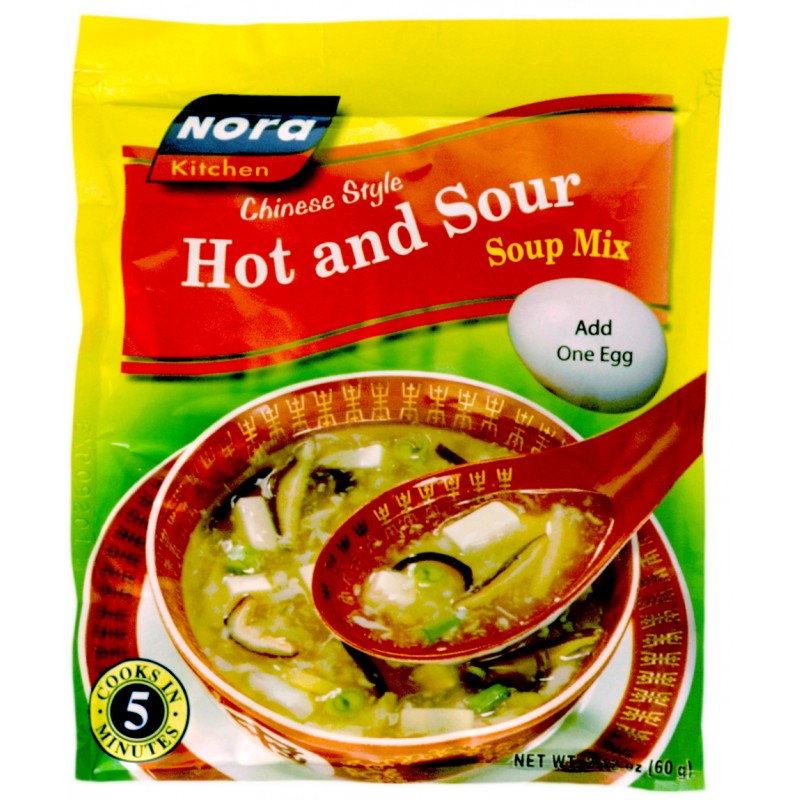 NORA
Kitchen
Chinese Style
Hot and Sour
Soup Mix
Add
One Egg
COOKS IN
5
MINUTES
NET WT. oz (60 g)